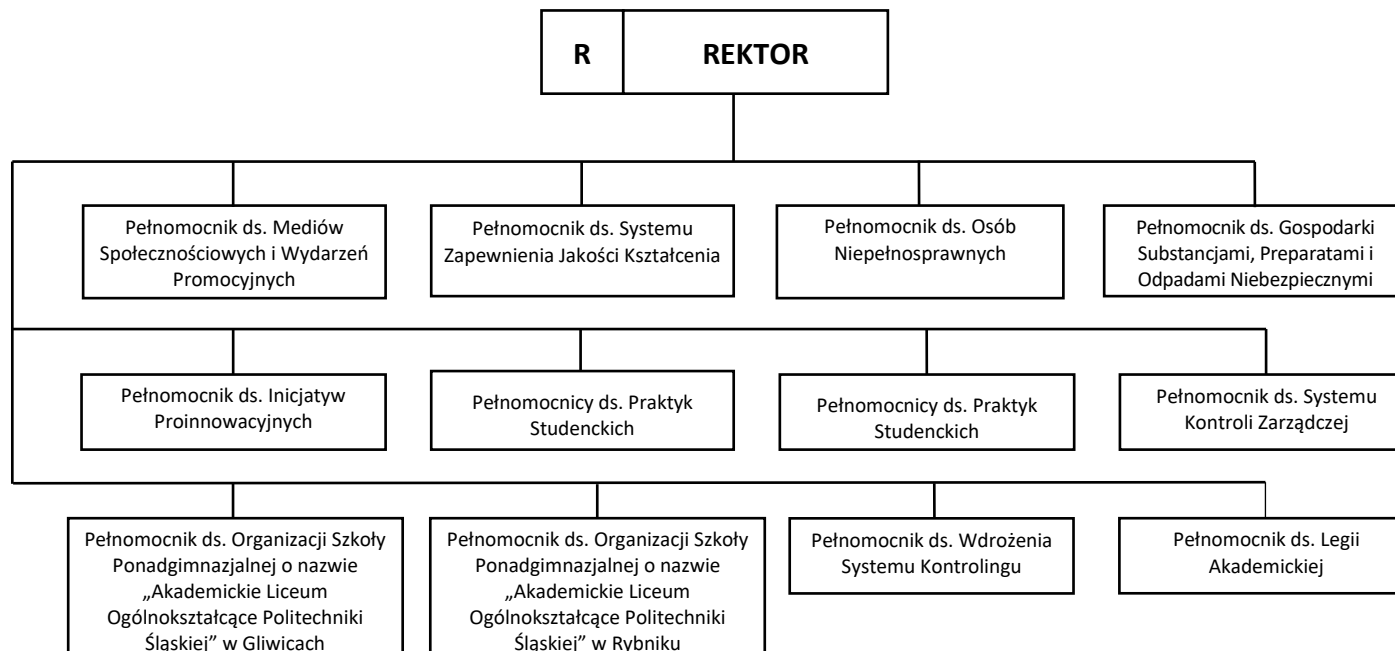 R
REKTOR
Pełnomocnik ds. Mediów
Społecznościowych i Wydarzeń
Promocyjnych
Pełnomocnik ds. Systemu
Zapewnienia Jakości Kształcenia
Pełnomocnik ds. Osób
Niepełnosprawnych
Pełnomocnik ds. Gospodarki
Substancjami, Preparatami i
Odpadami Niebezpiecznymi
Pełnomocnik ds. Inicjatyw
Proinnowacyjnych
Pełnomocnicy ds. Praktyk
Studenckich
Pełnomocnicy ds. Praktyk
Studenckich
Pełnomocnik ds. Systemu
Kontroli Zarządczej
Pełnomocnik ds. Organizacji Szkoły
Ponadgimnazjalnej o nazwie
„Akademickie Liceum
Ogólnokształcące Politechniki
Śląskiej” w Gliwicach
Pełnomocnik ds. Organizacji Szkoły
Ponadgimnazjalnej o nazwie
„Akademickie Liceum
Ogólnokształcące Politechniki
Śląskiej” w Rybniku
Pełnomocnik ds. Wdrożenia
Systemu Kontrolingu
Pełnomocnik ds. Legii
Akademickiej